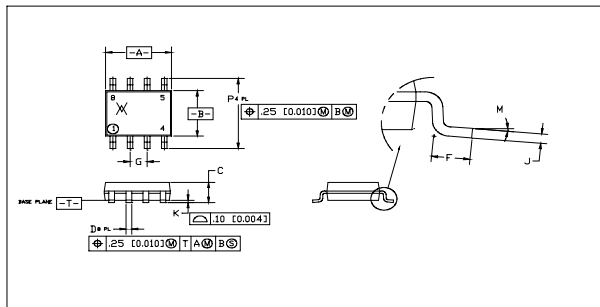 -A-
8 5
P 4 PL
-B-
⌖ .25 [0.010] Ⓜ B Ⓜ
1 4
G
M
F
J
C
BASE PLANE -T-
K
⌓ .10 [0.004]
D 8 PL
⌖ .25 [0.010] Ⓜ T A Ⓜ B Ⓢ